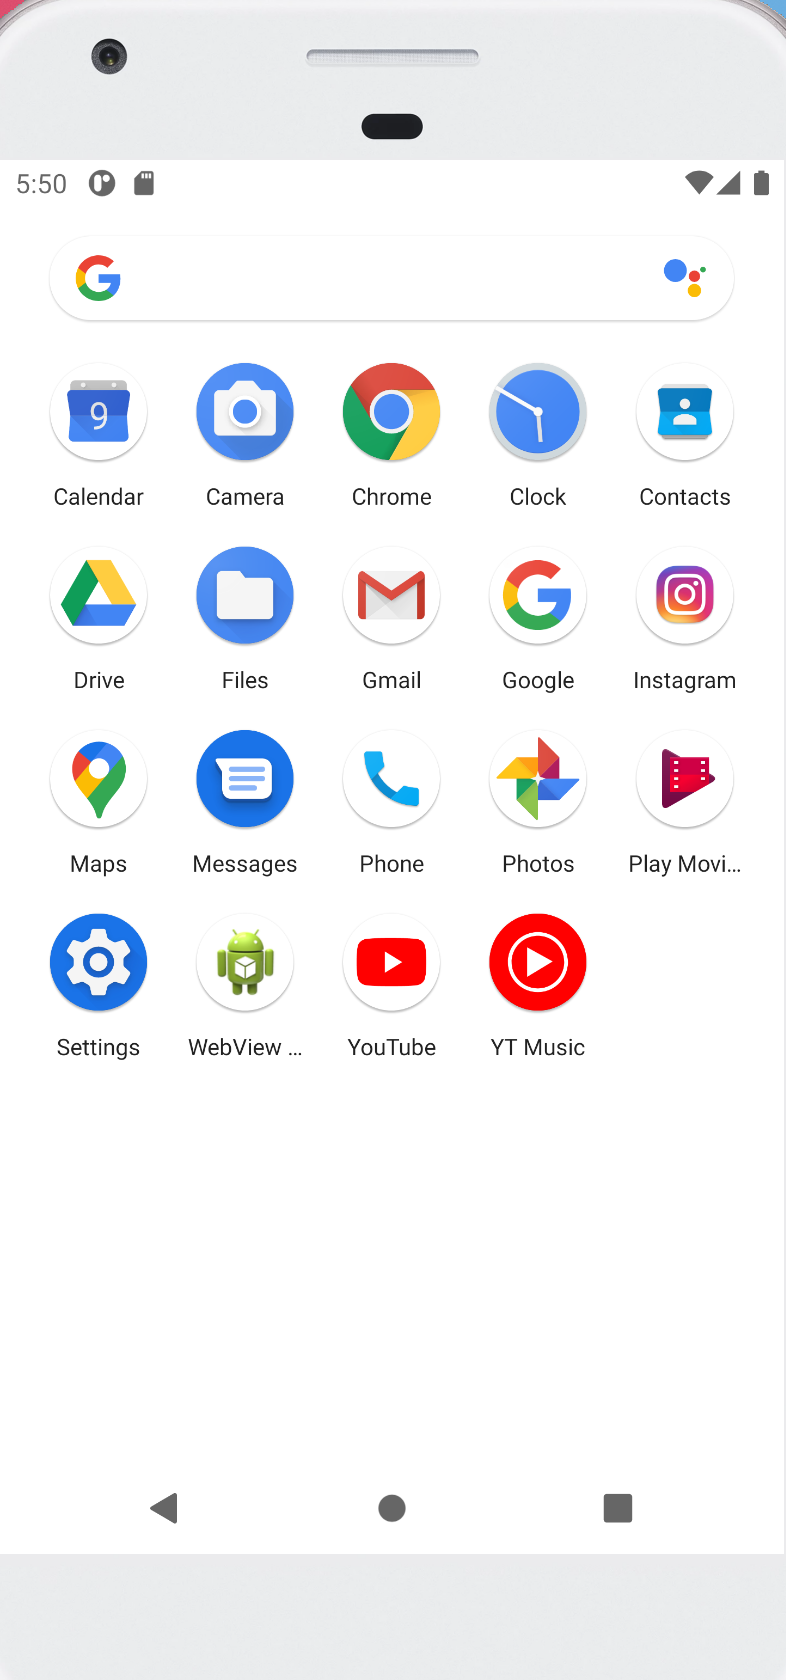 5:50
9
Calendar Camera Chrome Clock Contacts
Drive Files Gmail Google Instagram
Maps Messages Phone Photos Play Movi...
Settings WebView ... YouTube YT Music